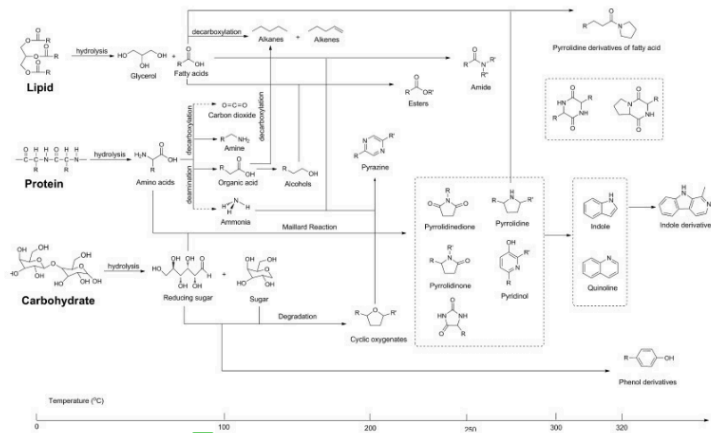 Lipid
hydrolysis
Glycerol
+
Fatty acids
decarboxylation
Alkanes
+
Alkenes
Pyrrolidine derivatives of fatty acid
Amide
Esters
Protein
hydrolysis
Amino acids
decarboxylation
deamination
Carbon dioxide
Amine
Organic acid
Alcohols
Ammonia
decarboxylation
Pyrazine
Maillard Reaction
Pyrrolidinedione
Pyrrolidine
Pyrrolidinone
Pyridinol
Indole
Quinoline
Indole derivative
Carbohydrate
hydrolysis
Reducing sugar
+
Sugar
Degradation
Cyclic oxygenates
Phenol derivatives
Temperature (°C)
0 100 200 250 300 320